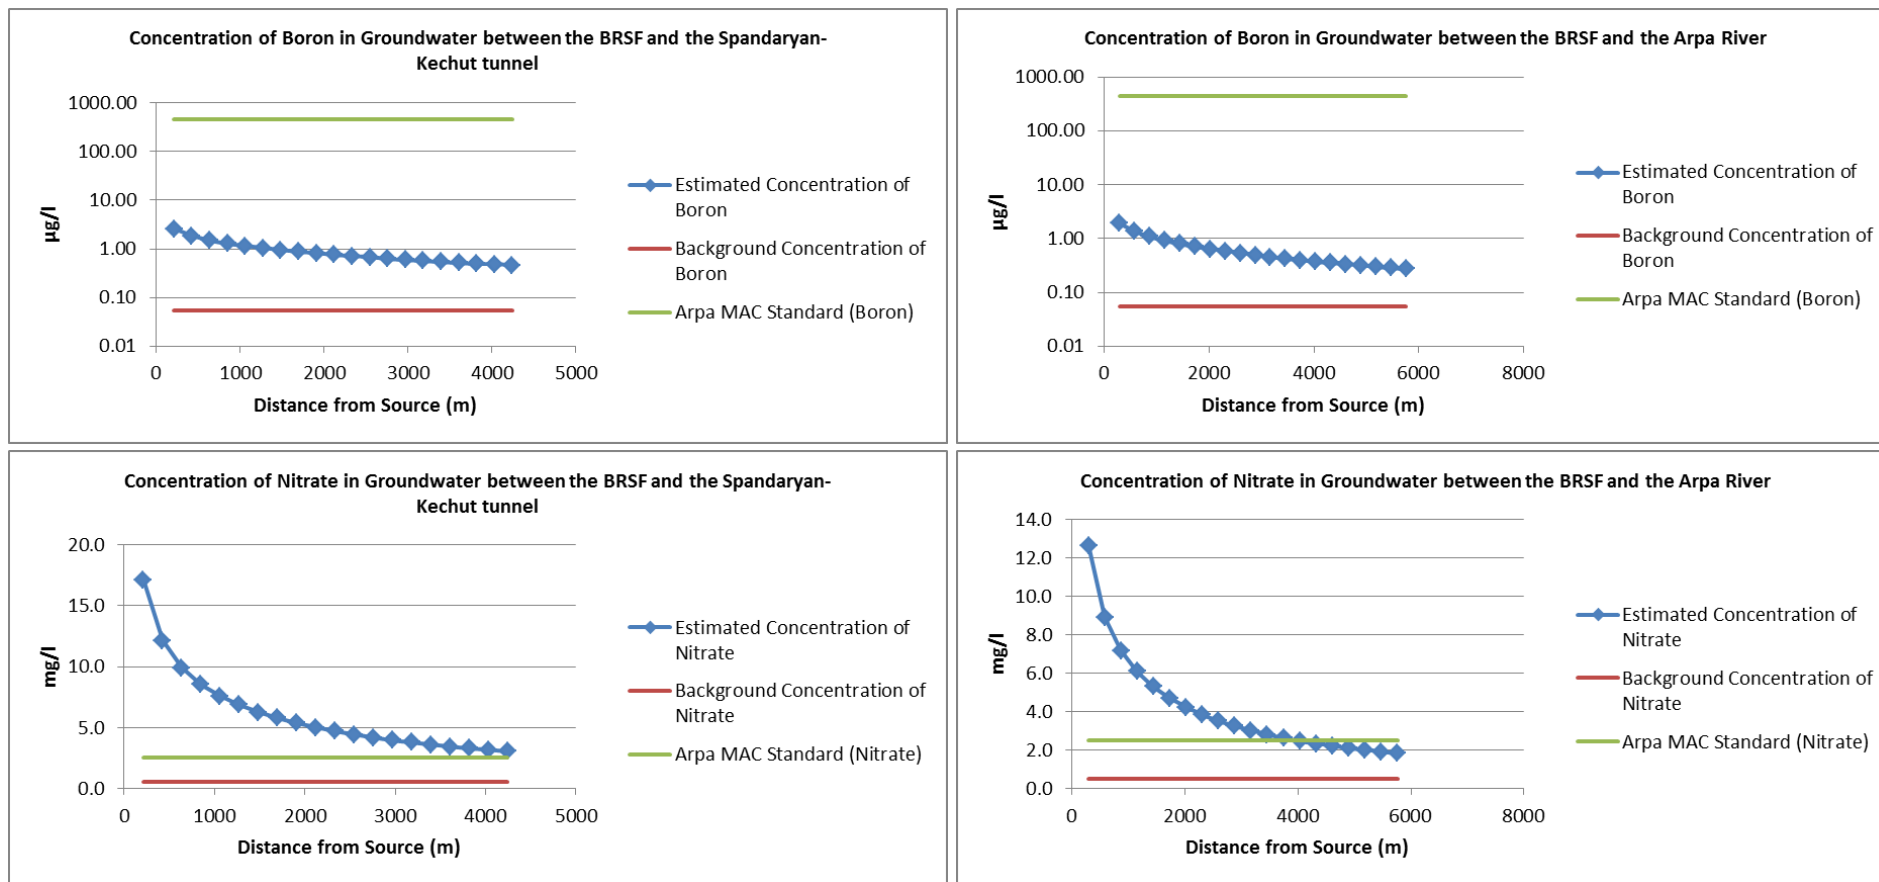 Concentration of Boron in Groundwater between the BRSF and the Spandaryan-
Kechut tunnel
1000.00
100.00
10.00
1.00
0.10
0.01
µg/l
0 1000 2000 3000 4000 5000
Distance from Source (m)
Estimated Concentration of
Boron
Background Concentration of
Boron
Arpa MAC Standard (Boron)
Concentration of Boron in Groundwater between the BRSF and the Arpa River
1000.00
100.00
10.00
1.00
0.10
0.01
µg/l
0 2000 4000 6000 8000
Distance from Source (m)
Estimated Concentration of
Boron
Background Concentration of
Boron
Arpa MAC Standard (Boron)
Concentration of Nitrate in Groundwater between the BRSF and the Spandaryan-
Kechut tunnel
20.0
15.0
10.0
5.0
0.0
mg/l
0 1000 2000 3000 4000 5000
Distance from Source (m)
Estimated Concentration of
Nitrate
Background Concentration of
Nitrate
Arpa MAC Standard (Nitrate)
Concentration of Nitrate in Groundwater between the BRSF and the Arpa River
14.0
12.0
10.0
8.0
6.0
4.0
2.0
0.0
mg/l
0 2000 4000 6000 8000
Distance from Source (m)
Estimated Concentration of
Nitrate
Background Concentration of
Nitrate
Arpa MAC Standard (Nitrate)